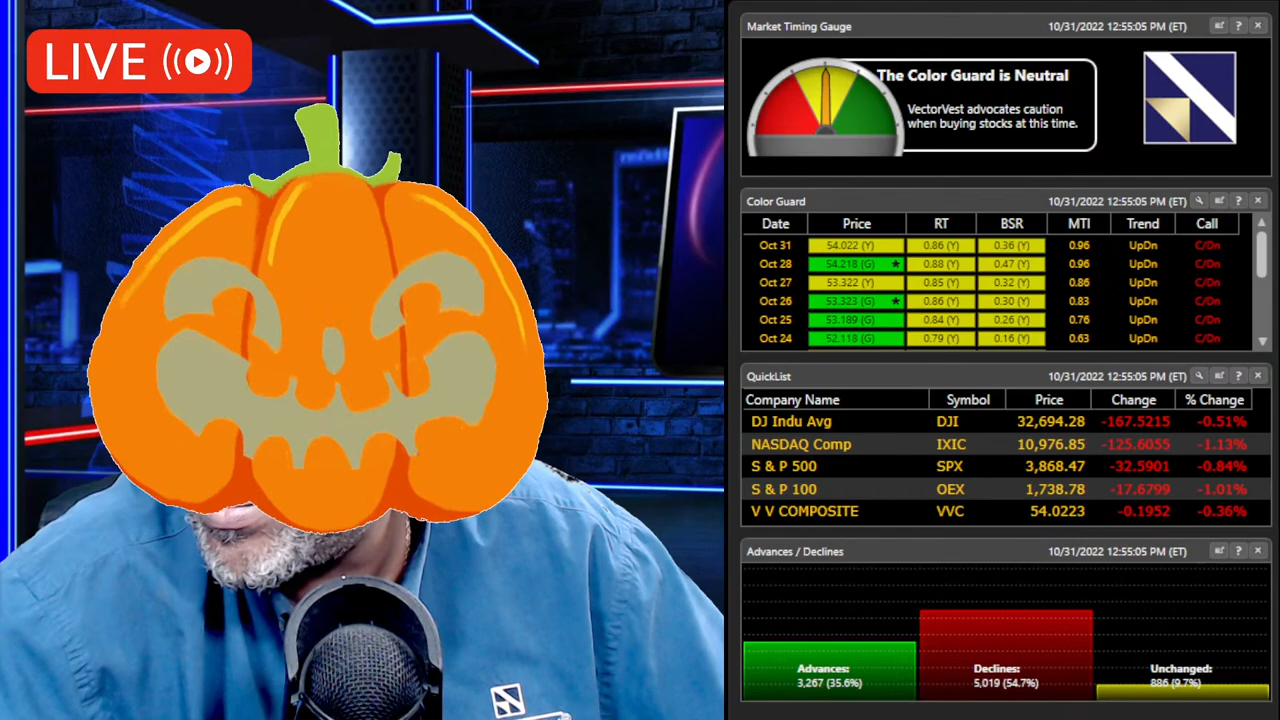 LIVE
Market Timing Gauge 10/31/2022 12:55:05 PM (ET) ?
The Color Guard is Neutral
VectorVest advocates caution
when buying stocks at this time.
Color Guard 10/31/2022 12:55:05 PM (ET) ?
Date Price RT BSR MTI Trend Call
Oct 31 54.022 (Y) 0.86 (Y) 0.36 (Y) 0.96 UpDn C/Dn
Oct 28 54.218 (G) ★ 0.88 (Y) 0.47 (Y) 0.96 UpDn C/Dn
Oct 27 53.322 (Y) 0.85 (Y) 0.32 (Y) 0.86 UpDn C/Dn
Oct 26 53.323 (G) ★ 0.86 (Y) 0.30 (Y) 0.83 UpDn C/Dn
Oct 25 53.189 (G) 0.84 (Y) 0.26 (Y) 0.76 UpDn C/Dn
Oct 24 52.118 (G) 0.79 (Y) 0.16 (Y) 0.63 UpDn C/Dn
QuickList 10/31/2022 12:55:05 PM (ET) ?
Company Name Symbol Price Change % Change
DJ Indu Avg DJI 32,694.28 -167.5215 -0.51%
NASDAQ Comp IXIC 10,976.85 -125.6055 -1.13%
S & P 500 SPX 3,868.47 -32.5901 -0.84%
S & P 100 OEX 1,738.78 -17.6799 -1.01%
V V COMPOSITE VVC 54.0223 -0.1952 -0.36%
Advances / Declines 10/31/2022 12:55:05 PM (ET) ?
Advances: Declines: Unchanged:
3,267 (35.6%) 5,019 (54.7%) 886 (9.7%)